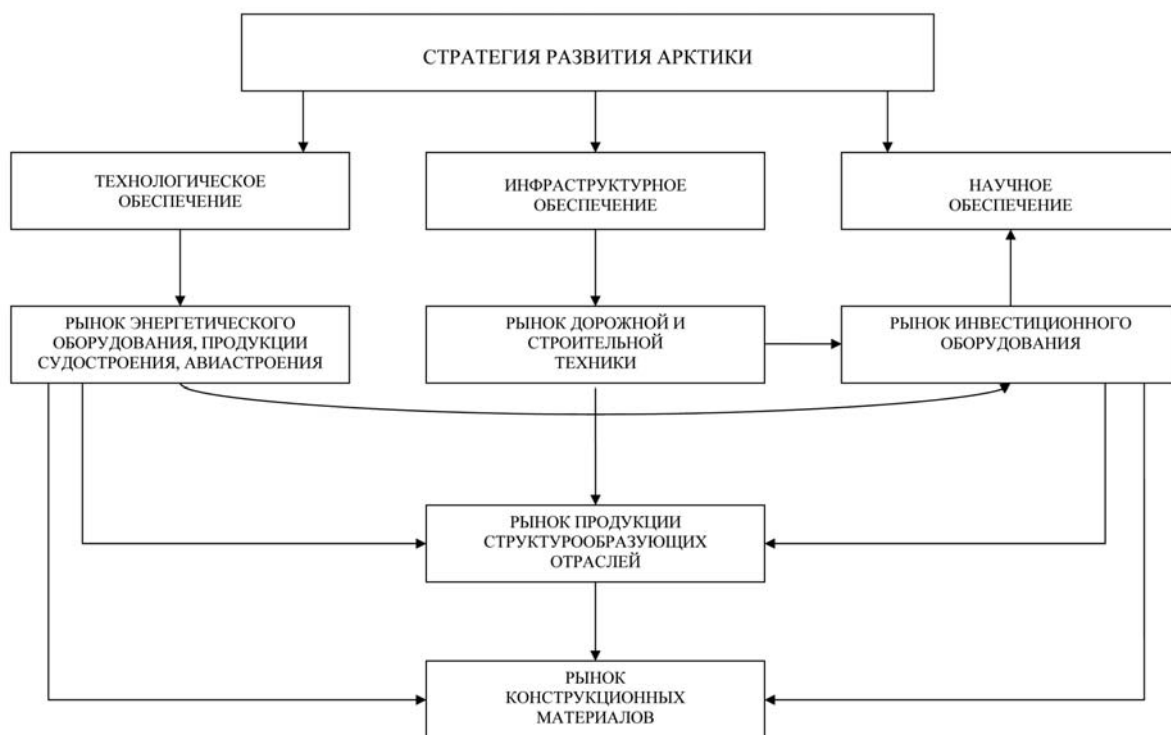 СТРАТЕГИЯ РАЗВИТИЯ АРКТИКИ
ТЕХНОЛОГИЧЕСКОЕ
ОБЕСПЕЧЕНИЕ
ИНФРАСТРУКТУРНОЕ
ОБЕСПЕЧЕНИЕ
НАУЧНОЕ
ОБЕСПЕЧЕНИЕ
РЫНОК ЭНЕРГЕТИЧЕСКОГО
ОБОРУДОВАНИЯ, ПРОДУКЦИИ
СУДОСТРОЕНИЯ, АВИАСТРОЕНИЯ
РЫНОК ДОРОЖНОЙ И
СТРОИТЕЛЬНОЙ
ТЕХНИКИ
РЫНОК ИНВЕСТИЦИОННОГО
ОБОРУДОВАНИЯ
РЫНОК ПРОДУКЦИИ
СТРУКТУРООБРАЗУЮЩИХ
ОТРАСЛЕЙ
РЫНОК
КОНСТРУКЦИОННЫХ
МАТЕРИАЛОВ